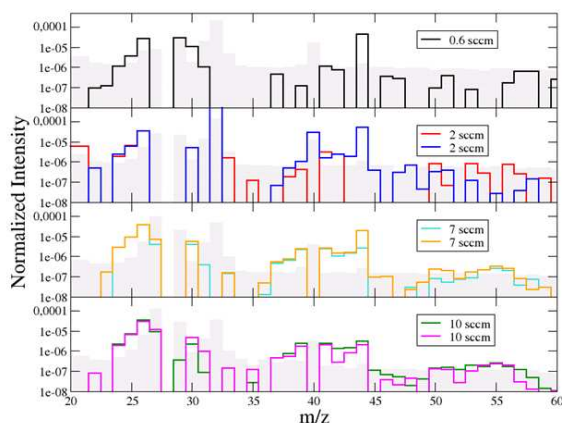 0,0001
1e-05
1e-06
1e-07
1e-08
0.6 sccm
0,0001
1e-05
1e-06
1e-07
1e-08
2 sccm
2 sccm
0,0001
1e-05
1e-06
1e-07
1e-08
7 sccm
7 sccm
0,0001
1e-05
1e-06
1e-07
1e-08
10 sccm
10 sccm
Normalized Intensity
20 25 30 35 40 45 50 55 60
m/z